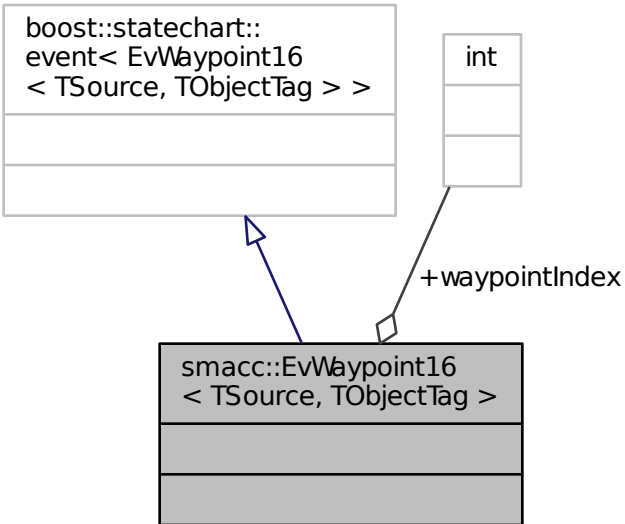 boost::statechart::
event< EvWaypoint16
< TSource, TObjectTag > >
int
+waypointIndex
smacc::EvWaypoint16
< TSource, TObjectTag >